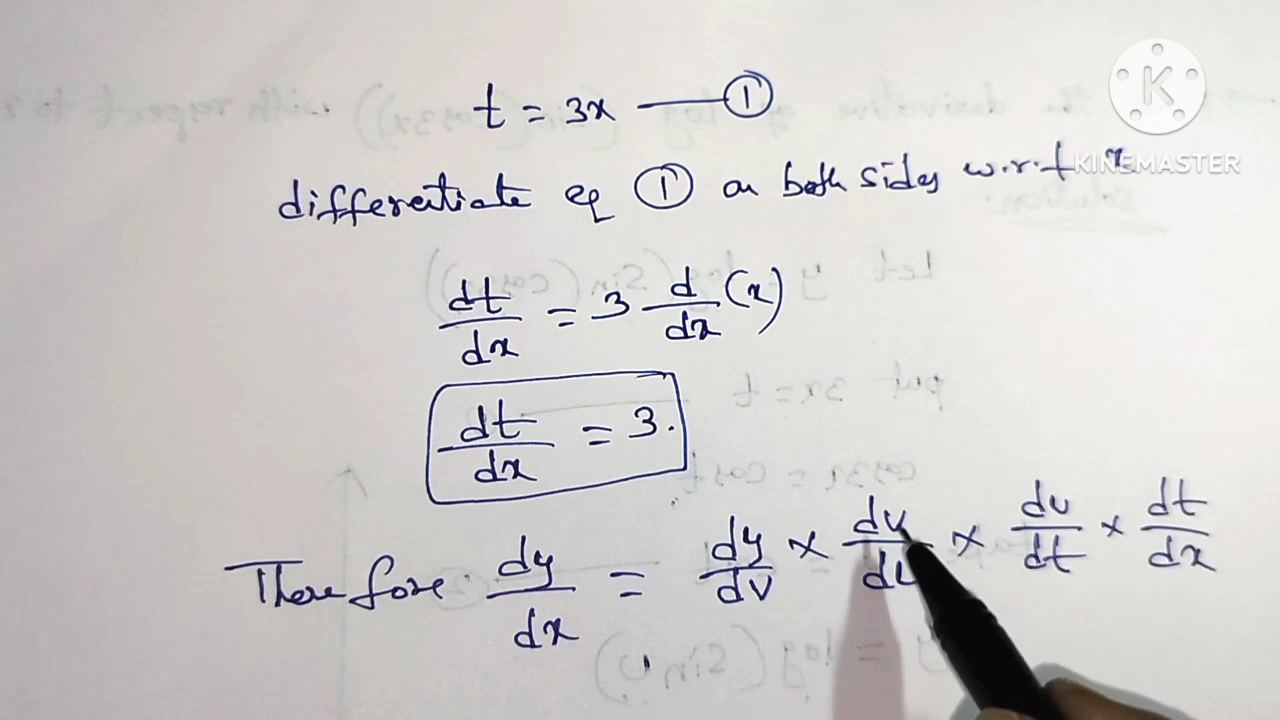 t = 3x —— ①
differentiate eq ① on both sides w.r.t x
dt/dx = 3 d/dx (x)
dt/dx = 3.
Therefore dy/dx = dy/dv × dv/du × du/dt × dt/dx
K
KINEMASTER